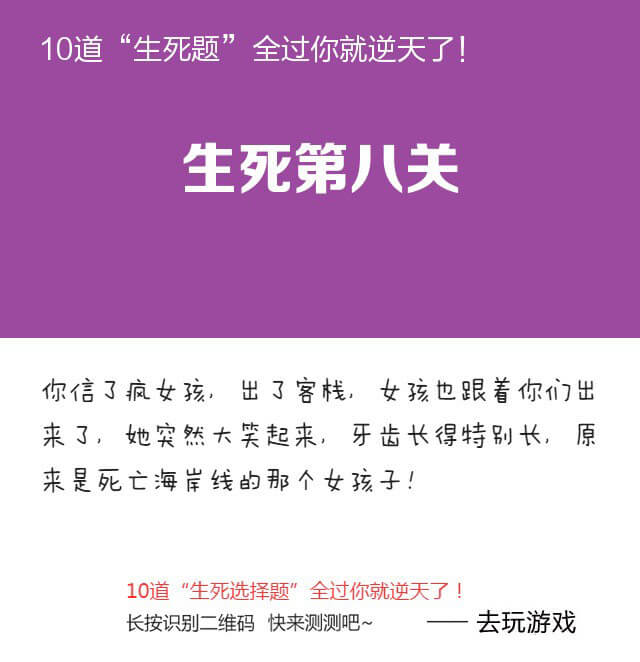 10道“生死题”全过你就逆天了!
生死第八关
你信了疯女孩，出了客栈，女孩也跟着你们出
来了，她突然大笑起来，牙齿长得特别长，原
来是死亡海岸线的那个女孩子！
10道“生死选择题”全过你就逆天了！
长按识别二维码 快来测测吧~ —— 去玩游戏